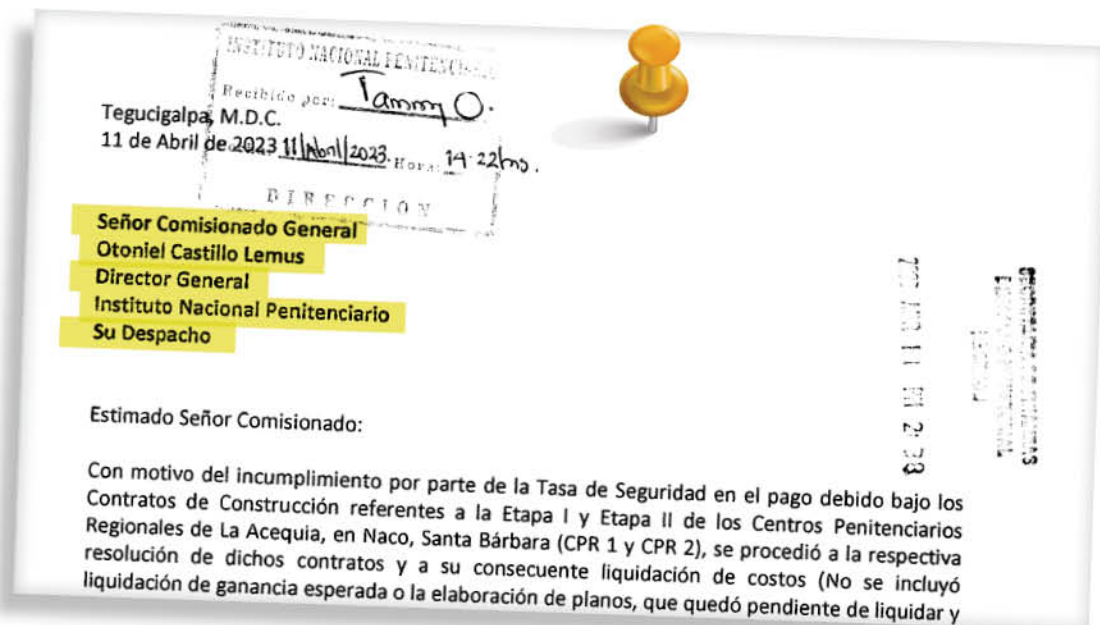 INSTITUTO NACIONAL PENITENCIARIO
Recibido por: Tammy O.
Tegucigalpa, M.D.C.
11 de Abril de 2023 11/Abril/2023. Hora: 14:22hrs.
DIRECCION
Señor Comisionado General
Otoniel Castillo Lemus
Director General
Instituto Nacional Penitenciario
Su Despacho
Estimado Señor Comisionado:
Con motivo del incumplimiento por parte de la Tasa de Seguridad en el pago debido bajo los
Contratos de Construcción referentes a la Etapa I y Etapa II de los Centros Penitenciarios
Regionales de La Acequia, en Naco, Santa Bárbara (CPR 1 y CPR 2), se procedió a la respectiva
resolución de dichos contratos y a su consecuente liquidación de costos (No se incluyó
liquidación de ganancia esperada o la elaboración de planos, que quedó pendiente de liquidar y